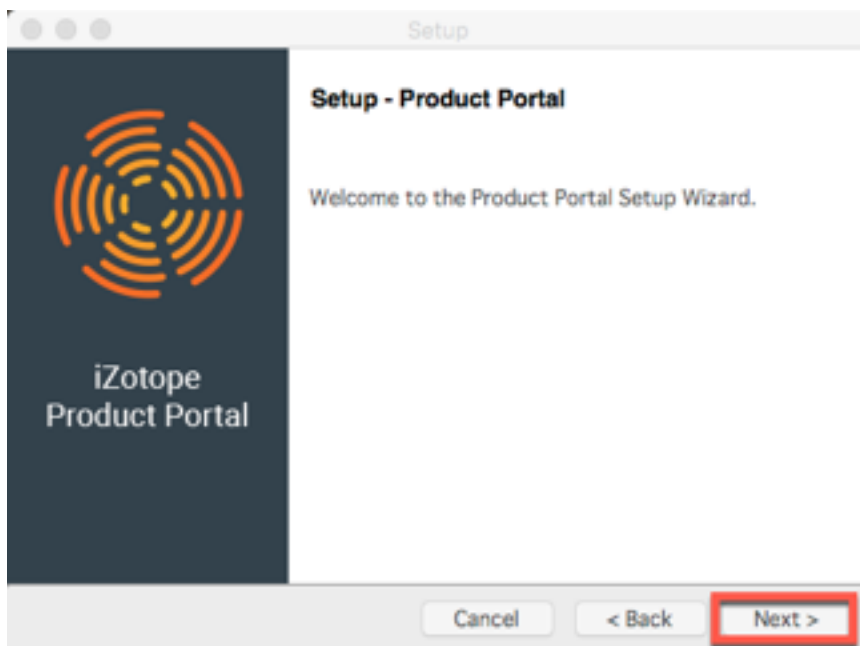 Setup
Setup - Product Portal
Welcome to the Product Portal Setup Wizard.
iZotope
Product Portal
Cancel
< Back
Next >